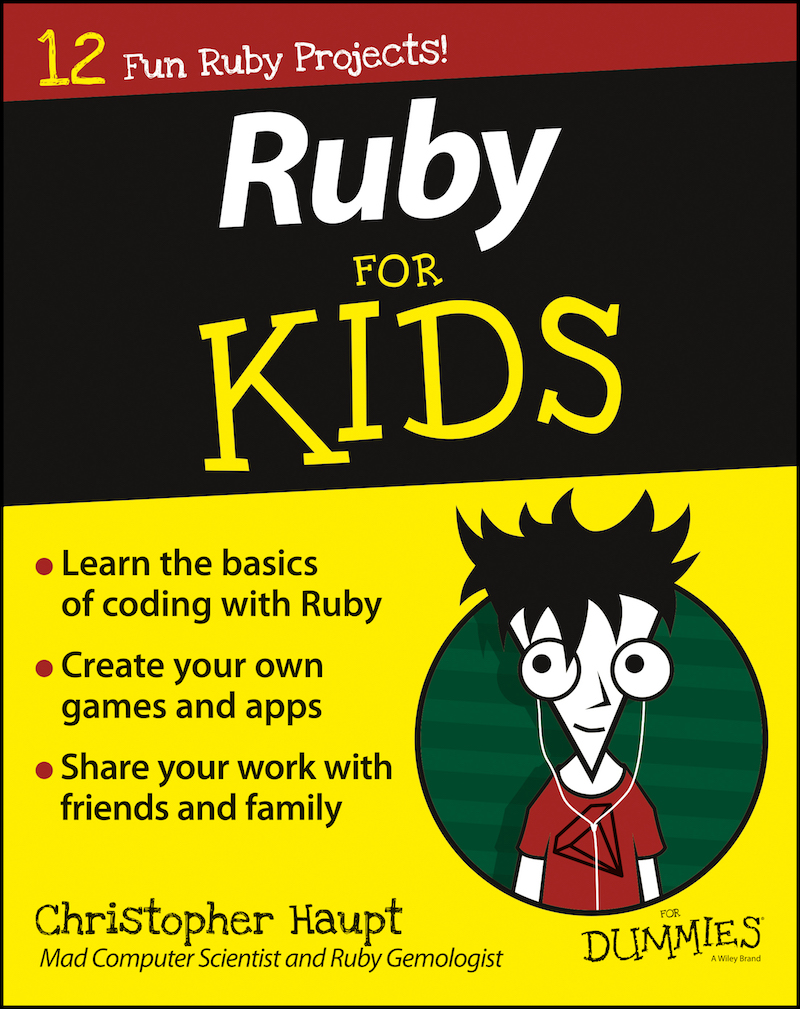 12 Fun Ruby Projects!
Ruby
FOR
KIDS
• Learn the basics
of coding with Ruby
• Create your own
games and apps
• Share your work with
friends and family
Christopher Haupt
Mad Computer Scientist and Ruby Gemologist
FOR
DUMMIES®
A Wiley Brand